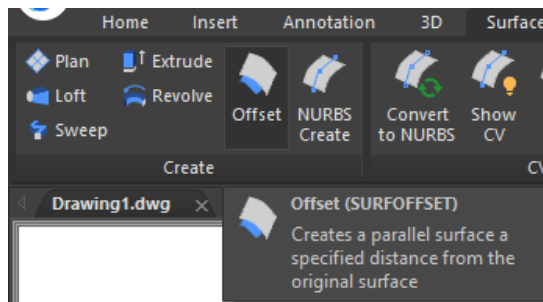 Home Insert Annotation 3D Surface
Plan Extrude
Loft Revolve
Sweep
Offset
NURBS
Create
Convert
to NURBS
Show
CV
Create
Drawing1.dwg
Offset (SURFOFFSET)
Creates a parallel surface a
specified distance from the
original surface